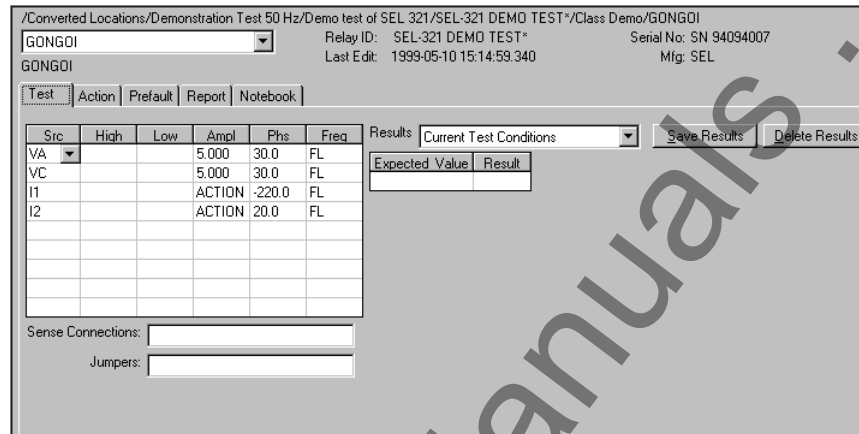 /Converted Locations/Demonstration Test 50 Hz/Demo test of SEL 321/SEL-321 DEMO TEST*/Class Demo/GONGOI
GONGOI Relay ID: SEL-321 DEMO TEST* Serial No: SN 94094007
Last Edit: 1999-05-10 15:14:59.340 Mfg: SEL
GONGOI
Test Action Prefault Report Notebook
Src High Low Ampl Phs Freq Results Current Test Conditions Save Results Delete Results
VA 5.000 30.0 FL Expected Value Result
VC 5.000 30.0 FL
I1 ACTION -220.0 FL
I2 ACTION 20.0 FL
Sense Connections:
Jumpers:
anuals .